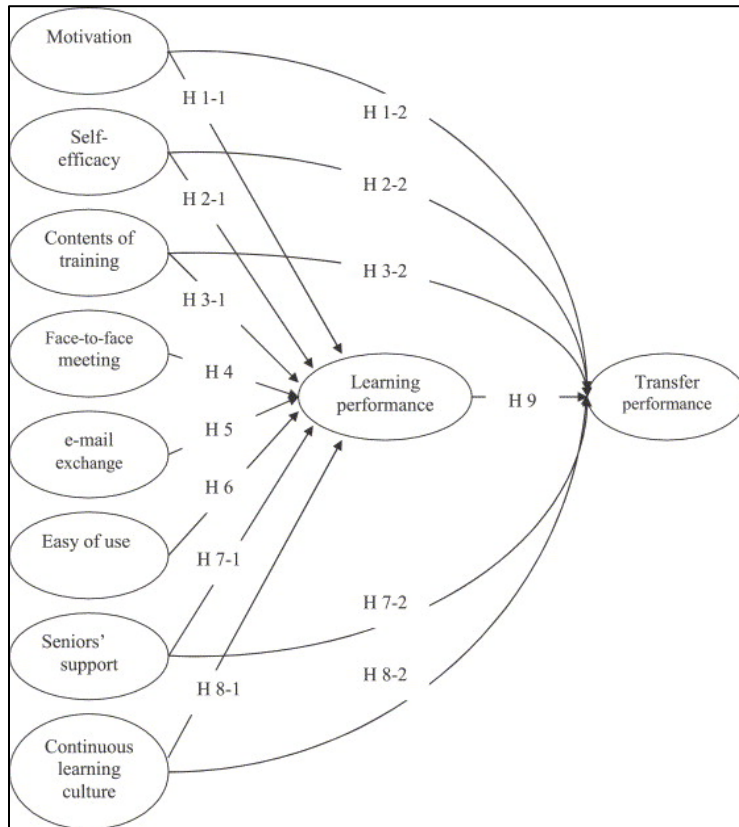 Motivation
H 1-1
H 1-2
Self-
efficacy
H 2-1
H 2-2
Contents of
training
H 3-1
H 3-2
Face-to-face
meeting
H 4
Learning
performance
H 9
Transfer
performance
e-mail
exchange
H 5
H 6
Easy of use
H 7-1
H 7-2
Seniors'
support
H 8-1
H 8-2
Continuous
learning
culture